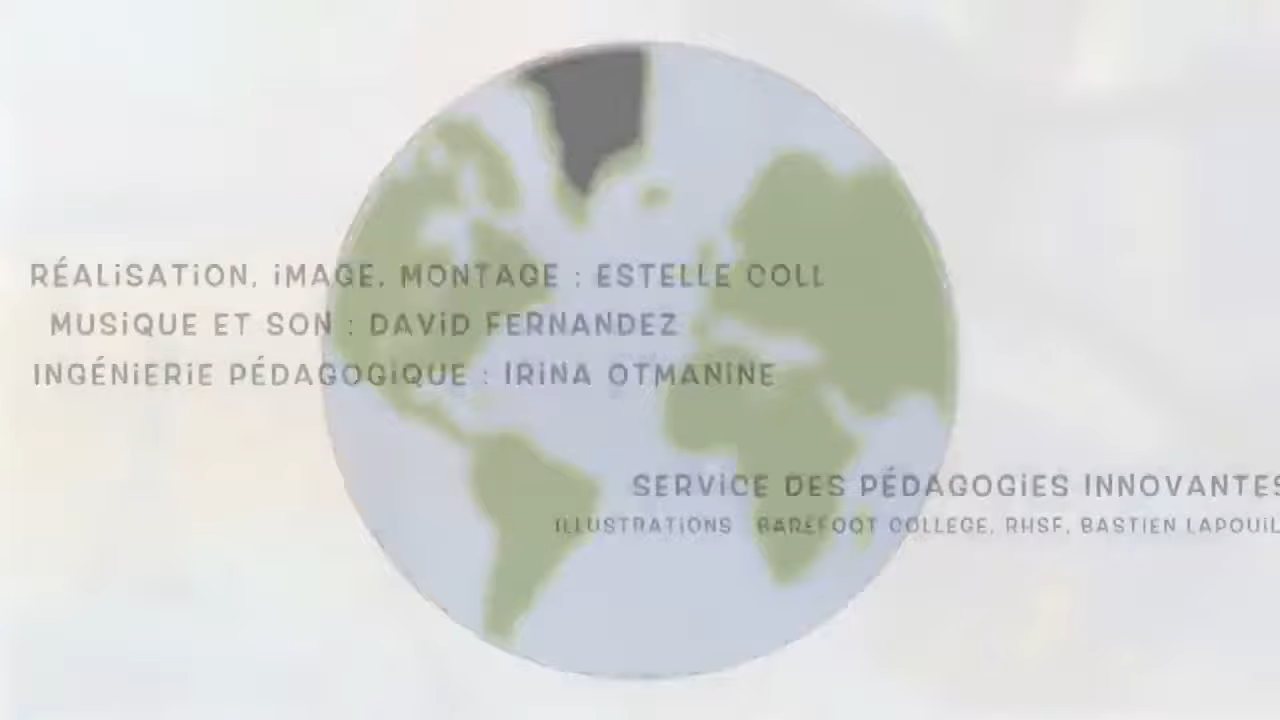 RÉALiSATiON, iMAGE, MONTAGE : ESTELLE COLL
MUSiQUE ET SON : DAViD FERNANDEZ
INGÉNiERiE PÉDAGOGiQUE : IRiNA OTMANiNE
SERViCE DES PÉDAGOGiES INNOVANTES
ILLUSTRATiONS BAREFOOT COLLEGE, RHSF, BASTiEN